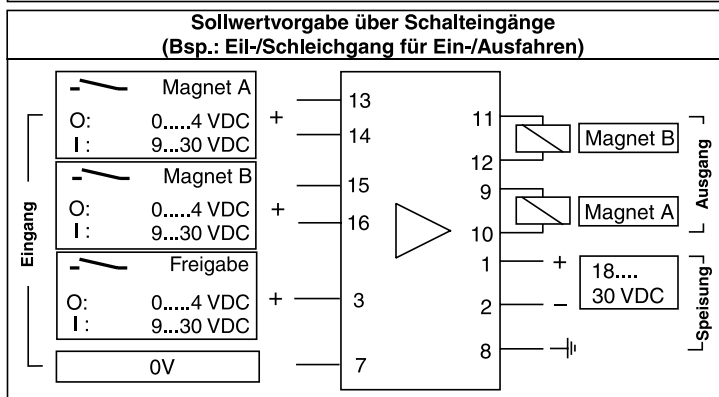 Sollwertvorgabe über Schalteingänge
(Bsp.: Eil-/Schleichgang für Ein-/Ausfahren)
Eingang
Magnet A
O: 0.....4 VDC
I : 9...30 VDC
+
13
14
Magnet B
O: 0.....4 VDC
I : 9...30 VDC
+
15
16
Freigabe
O: 0.....4 VDC
I : 9...30 VDC
+
3
0V
7
11
12
Magnet B
9
10
Magnet A
Ausgang
1 +
2 –
8
18....
30 VDC
Speisung